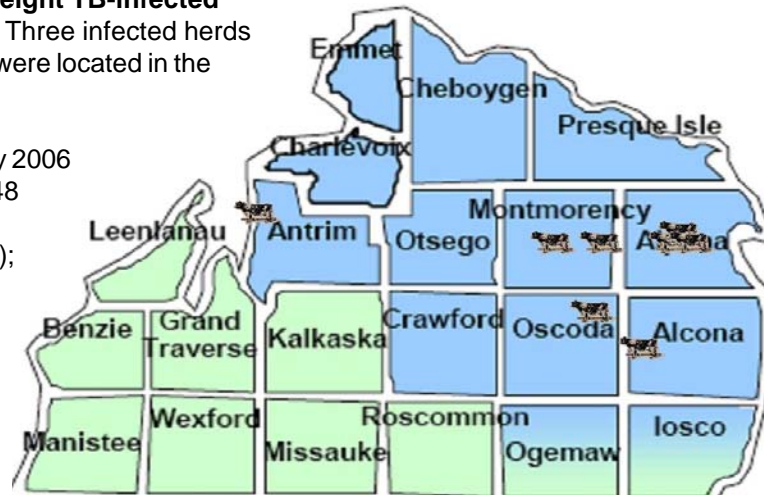 eight TB-infected
Three infected herds
were located in the
y 2006
48
);
Emmet
Cheboygen
Presque Isle
Charlevoix
Leenlanau
Antrim
Otsego
Montmorency
Benzie
Grand
Traverse
Kalkaska
Crawford
Oscoda
Alcona
Manistee
Wexford
Missauke
Roscommon
Ogemaw
Iosco